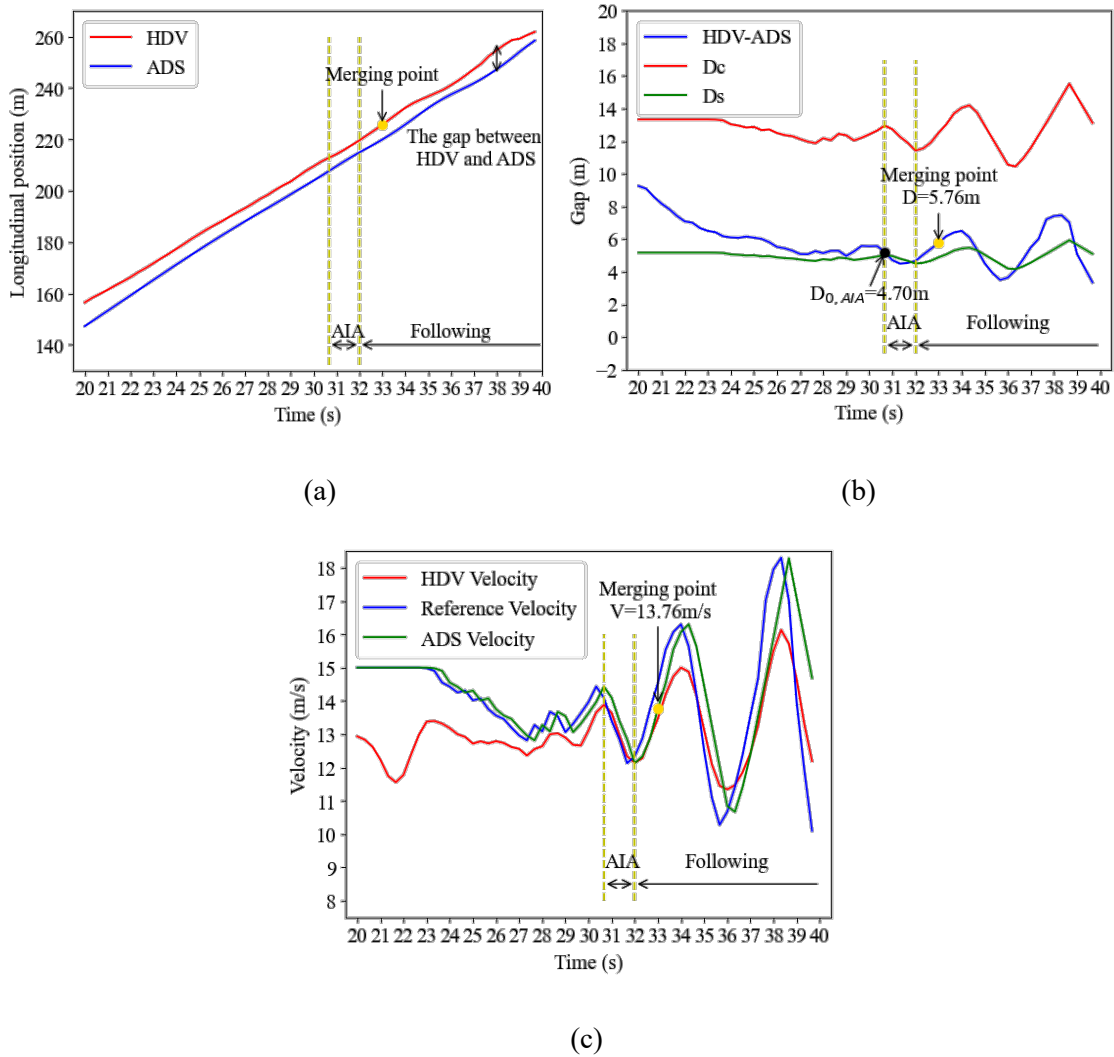 HDV
ADS
Merging point
The gap between
HDV and ADS
AIA
Following
Longitudinal position (m)
260
240
220
200
180
160
140
20 21 22 23 24 25 26 27 28 29 30 31 32 33 34 35 36 37 38 39 40
Time (s)
(a)
HDV-ADS
Dc
Ds
Merging point
D=5.76m
D0, AIA=4.70m
AIA
Following
Gap (m)
20
18
16
14
12
10
8
6
4
2
0
−2
20 21 22 23 24 25 26 27 28 29 30 31 32 33 34 35 36 37 38 39 40
Time (s)
(b)
HDV Velocity
Reference Velocity
ADS Velocity
Merging point
V=13.76m/s
AIA
Following
Velocity (m/s)
18
17
16
15
14
13
12
11
10
9
8
20 21 22 23 24 25 26 27 28 29 30 31 32 33 34 35 36 37 38 39 40
Time (s)
(c)